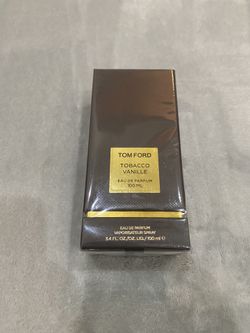 TOM FORD
TOBACCO
VANILLE
EAU DE PARFUM
100 ML
EAU DE PARFUM
VAPORISATEUR SPRAY
3.4 FL.OZ./OZ.LIQ./100 ml ℮